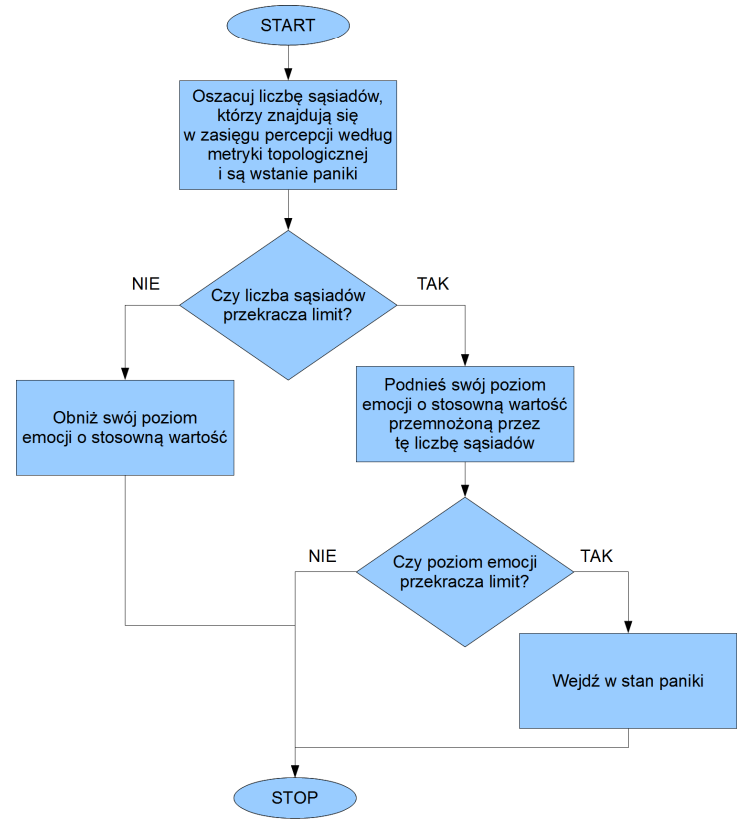 START
Oszacuj liczbę sąsiadów,
którzy znajdują się
w zasięgu percepcji według
metryki topologicznej
i są wstanie paniki
NIE
TAK
Czy liczba sąsiadów
przekracza limit?
Obniż swój poziom
emocji o stosowną wartość
Podnieś swój poziom
emocji o stosowną wartość
przemnożoną przez
tę liczbę sąsiadów
NIE
TAK
Czy poziom emocji
przekracza limit?
Wejdź w stan paniki
STOP